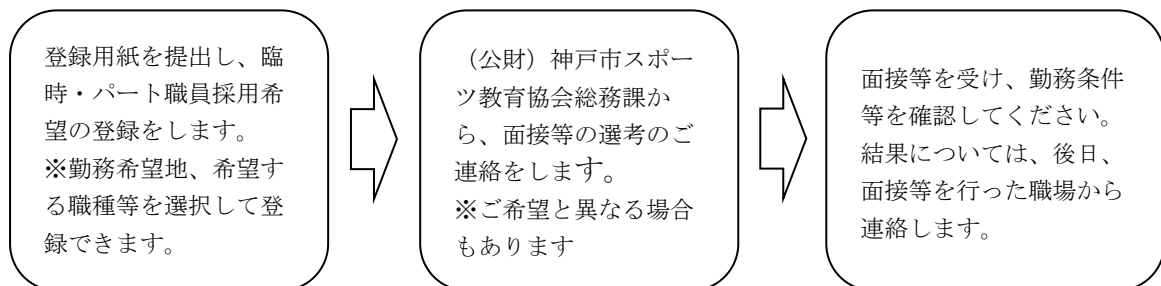 登録用紙を提出し、臨
時・パート職員採用希
望の登録をします。
※勤務希望地、希望す
る職種等を選択して登
録できます。
（公財）神戸市スポー
ツ教育協会総務課か
ら、面接等の選考のご
連絡をします。
※ご希望と異なる場合
もあります
面接等を受け、勤務条件
等を確認してください。
結果については、後日、
面接等を行った職場から
連絡します。